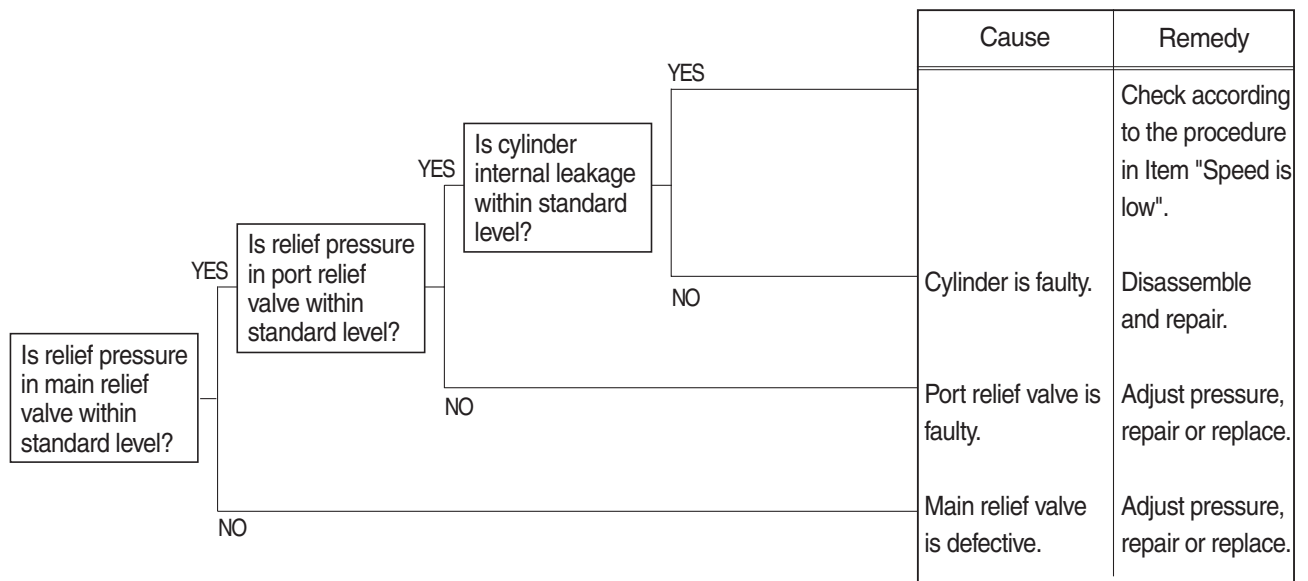 Cause
Remedy
YES
Check according
to the procedure
in Item "Speed is
low".
YES
Is cylinder
internal leakage
within standard
level?
NO
Cylinder is faulty.
Disassemble
and repair.
YES
Is relief pressure
in port relief
valve within
standard level?
NO
Port relief valve is
faulty.
Adjust pressure,
repair or replace.
Is relief pressure
in main relief
valve within
standard level?
NO
Main relief valve
is defective.
Adjust pressure,
repair or replace.